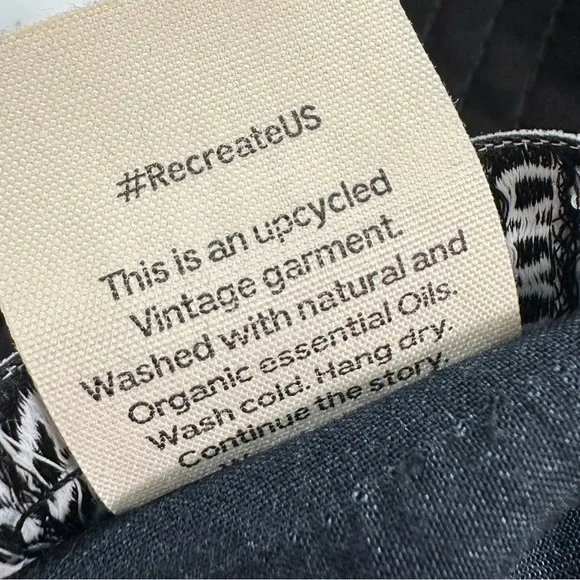 #RecreateUS
This is an upcycled
Vintage garment.
Washed with natural and
Organic essential Oils.
Wash cold. Hang dry.
Continue the story.